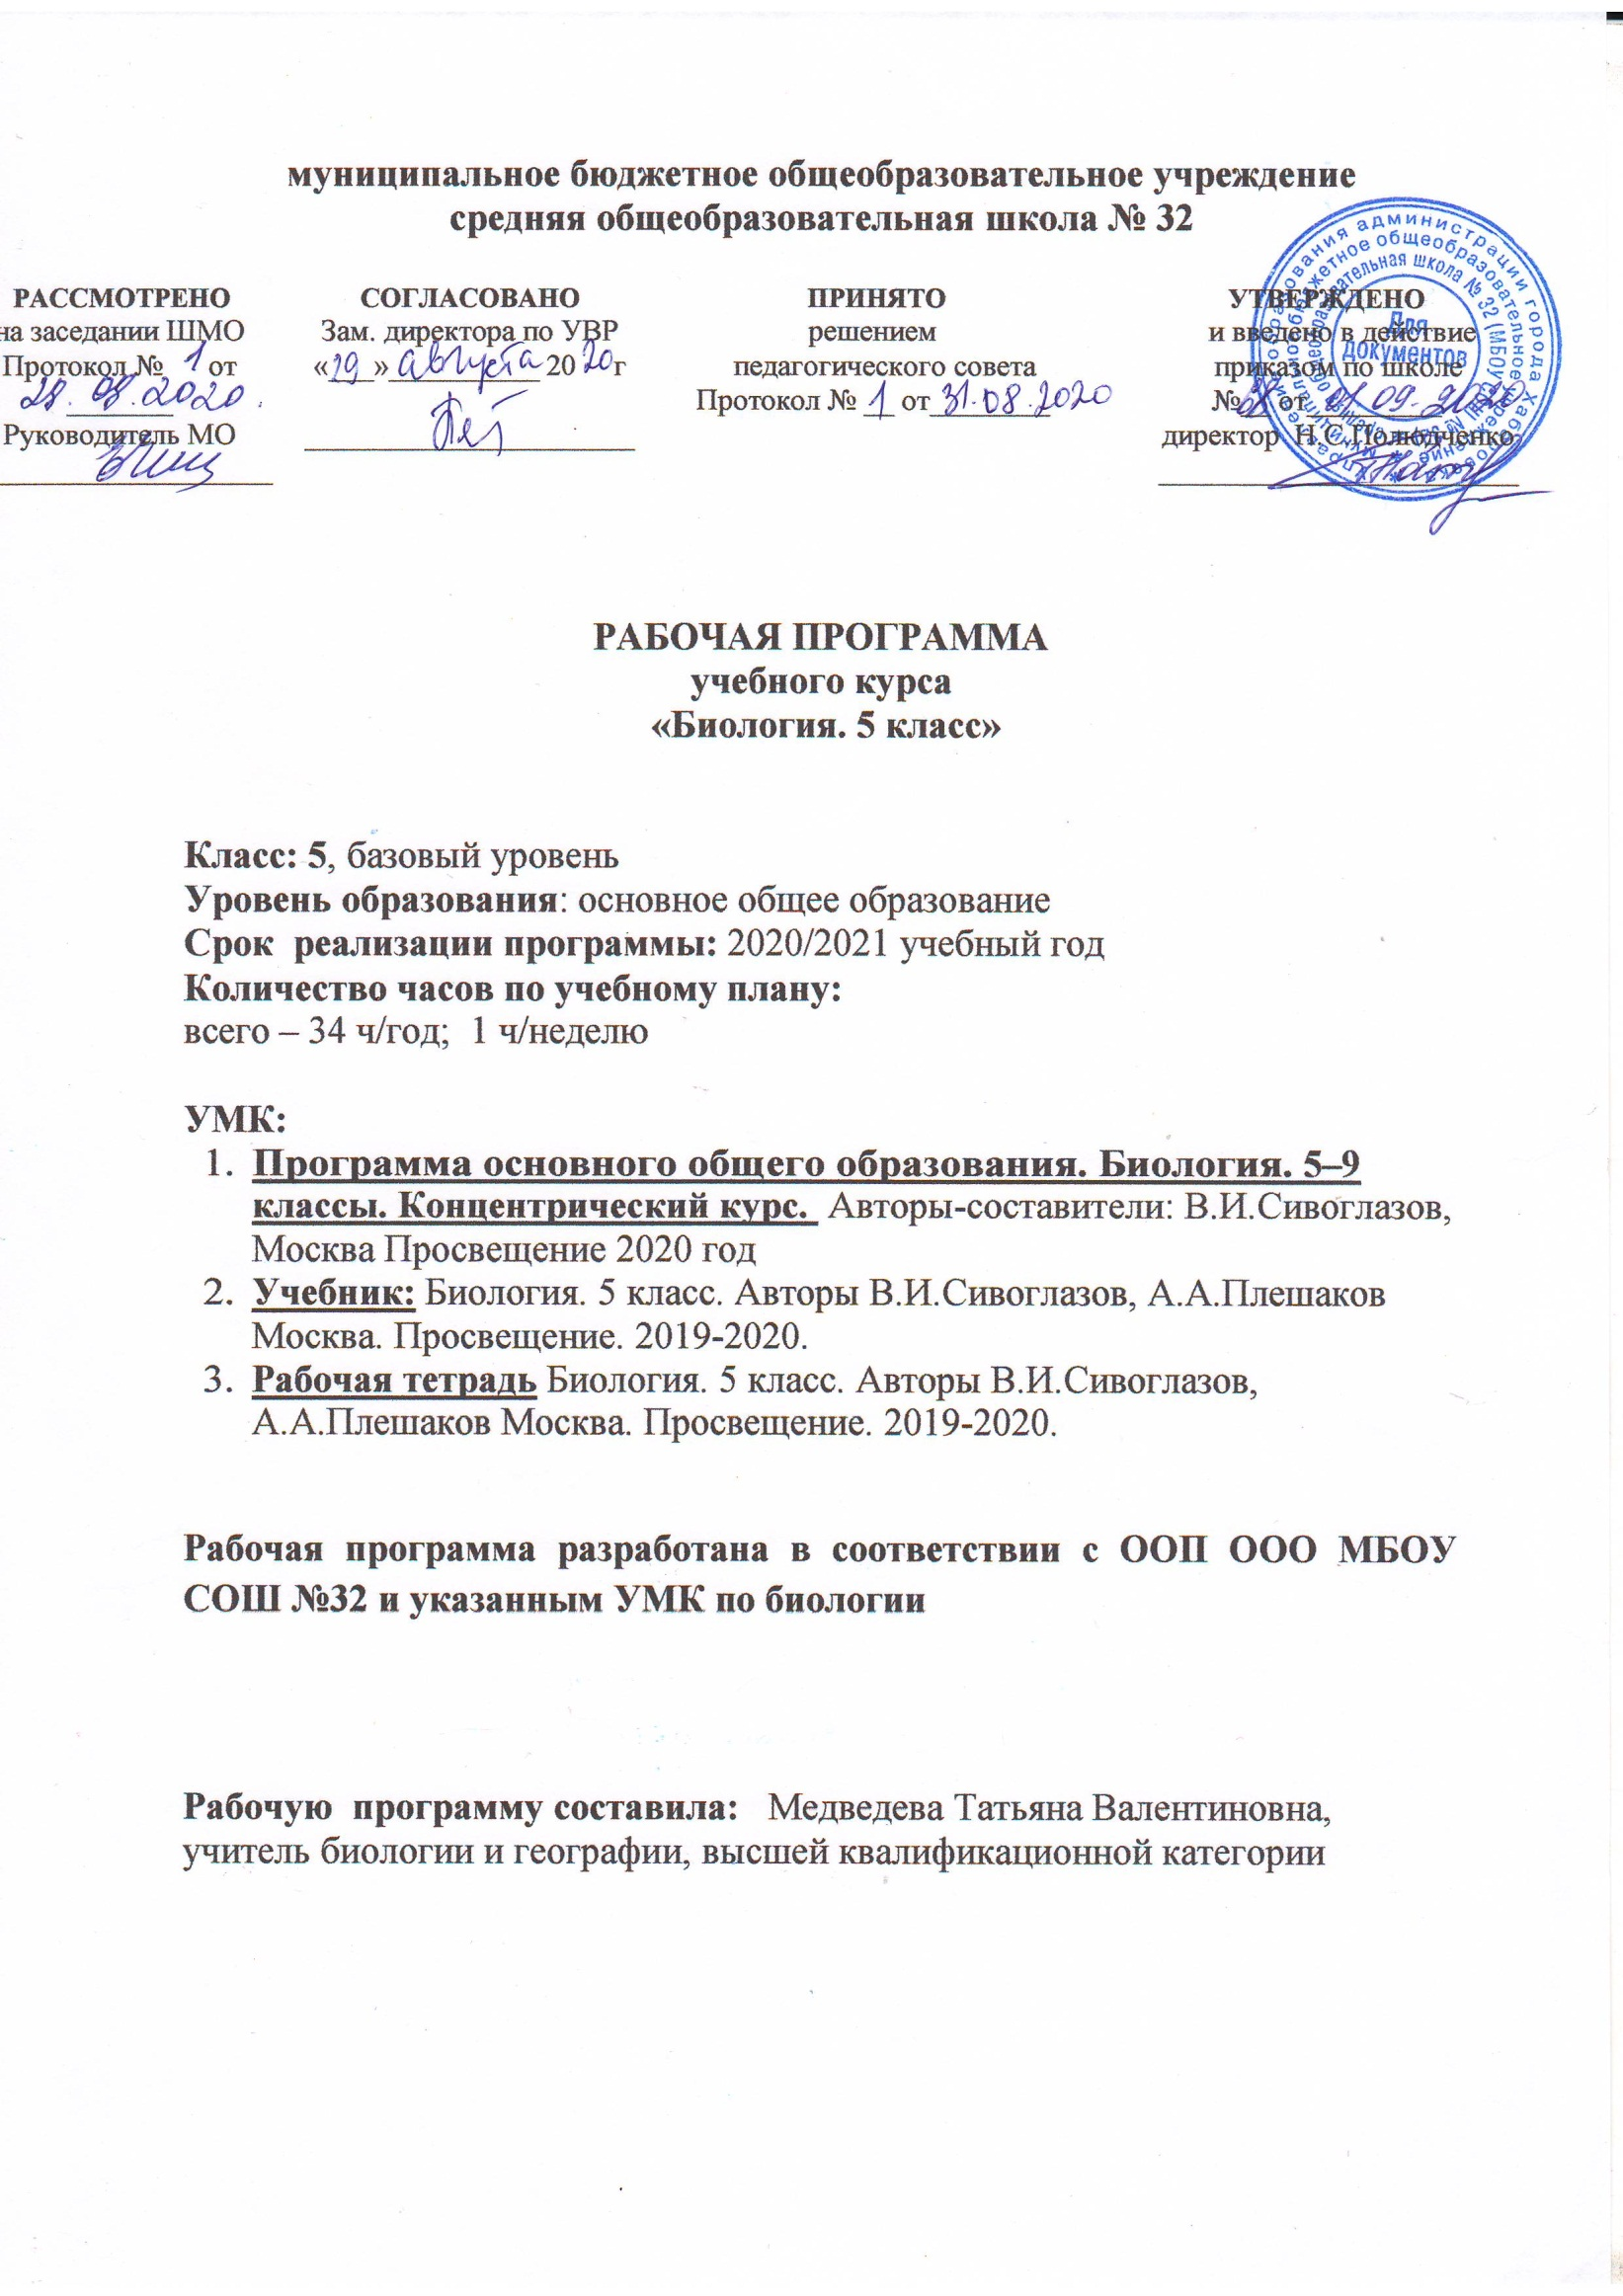 муниципальное бюджетное общеобразовательное учреждение
средняя общеобразовательная школа № 32
РАССМОТРЕНО
на заседании ШМО
Протокол № 1 от
28.08.2020.
Руководитель МО
СОГЛАСОВАНО
Зам. директора по УВР
«29» августа 2020 г
ПРИНЯТО
решением
педагогического совета
Протокол № 1 от 31.08.2020
УТВЕРЖДЕНО
и введено в действие
приказом по школе
№ от 01.09.2020
директор Н.С.Полюдченко
Для
документов
РАБОЧАЯ ПРОГРАММА
учебного курса
«Биология. 5 класс»
Класс: 5, базовый уровень
Уровень образования: основное общее образование
Срок реализации программы: 2020/2021 учебный год
Количество часов по учебному плану:
всего – 34 ч/год; 1 ч/неделю
УМК:
1. Программа основного общего образования. Биология. 5–9
классы. Концентрический курс. Авторы-составители: В.И.Сивоглазов,
Москва Просвещение 2020 год
2. Учебник: Биология. 5 класс. Авторы В.И.Сивоглазов, А.А.Плешаков
Москва. Просвещение. 2019-2020.
3. Рабочая тетрадь Биология. 5 класс. Авторы В.И.Сивоглазов,
А.А.Плешаков Москва. Просвещение. 2019-2020.
Рабочая программа разработана в соответствии с ООП ООО МБОУ
СОШ №32 и указанным УМК по биологии
Рабочую программу составила: Медведева Татьяна Валентиновна,
учитель биологии и географии, высшей квалификационной категории